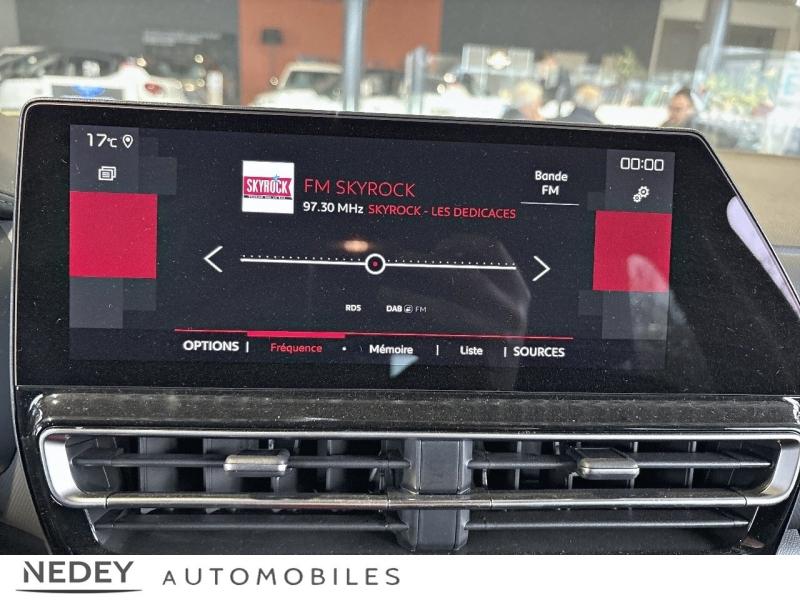 17°C
00:00
SKYROCK
FM SKYROCK
97.30 MHz SKYROCK - LES DEDICACES
Bande
FM
RDS DAB FM
OPTIONS | Fréquence • Mémoire | Liste | SOURCES
NEDEY AUTOMOBILES